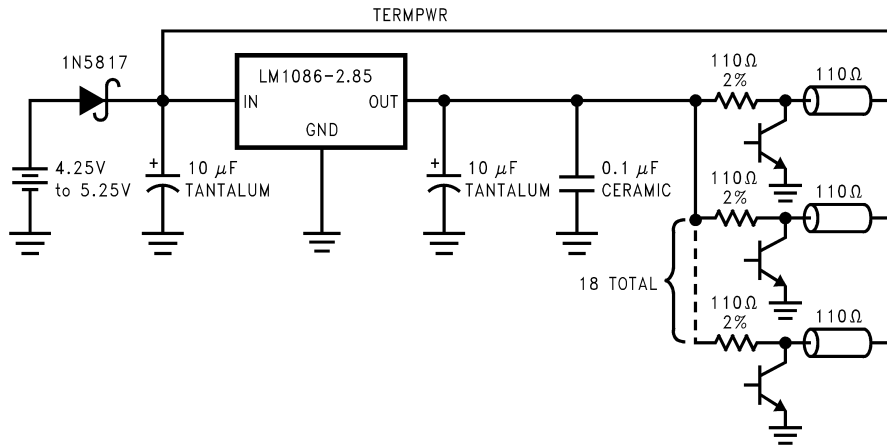 TERMPWR
1N5817
LM1086-2.85
IN
OUT
GND
4.25V
to 5.25V
+
10 μF
TANTALUM
+
10 μF
TANTALUM
0.1 μF
CERAMIC
110Ω
2%
110Ω
110Ω
2%
110Ω
18 TOTAL
110Ω
2%
110Ω